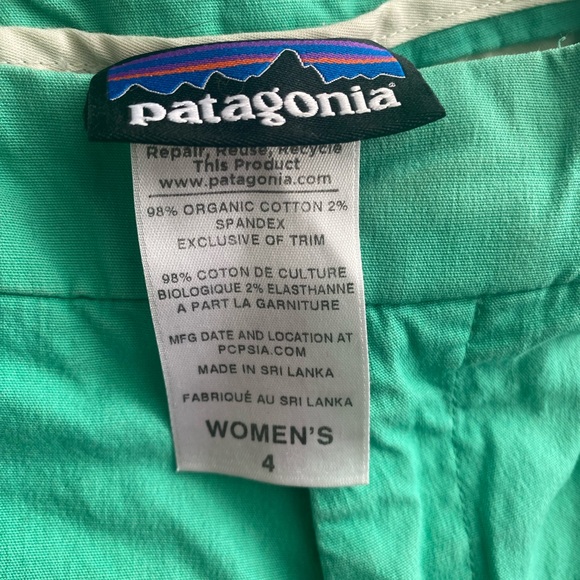 patagonia®
Repair, Reuse, Recycle
This Product
www.patagonia.com
98% ORGANIC COTTON 2%
SPANDEX
EXCLUSIVE OF TRIM
98% COTON DE CULTURE
BIOLOGIQUE 2% ELASTHANNE
A PART LA GARNITURE
MFG DATE AND LOCATION AT
PCPSIA.COM
MADE IN SRI LANKA
FABRIQUÉ AU SRI LANKA
WOMEN'S
4